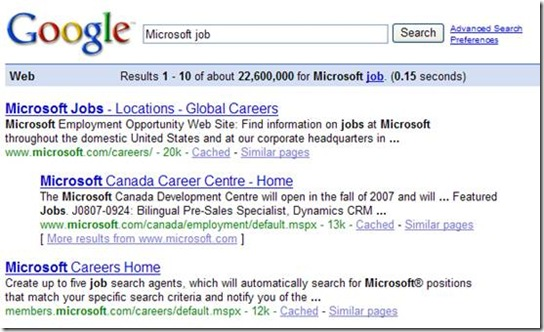 Google™
Microsoft job
Search
Advanced Search
Preferences
Web
Results 1 - 10 of about 22,600,000 for Microsoft job. (0.15 seconds)
Microsoft Jobs - Locations - Global Careers
Microsoft Employment Opportunity Web Site: Find information on jobs at Microsoft
throughout the domestic United States and at our corporate headquarters in ...
www.microsoft.com/careers/ - 20k - Cached - Similar pages
Microsoft Canada Career Centre - Home
The Microsoft Canada Development Centre will open in the fall of 2007 and will ... Featured
Jobs. J0807-0924: Bilingual Pre-Sales Specialist, Dynamics CRM ...
www.microsoft.com/canada/employment/default.mspx - 13k - Cached - Similar pages
[ More results from www.microsoft.com ]
Microsoft Careers Home
Create up to five job search agents, which will automatically search for Microsoft® positions
that match your specific search criteria and notify you of the ...
members.microsoft.com/careers/default.mspx - 12k - Cached - Similar pages